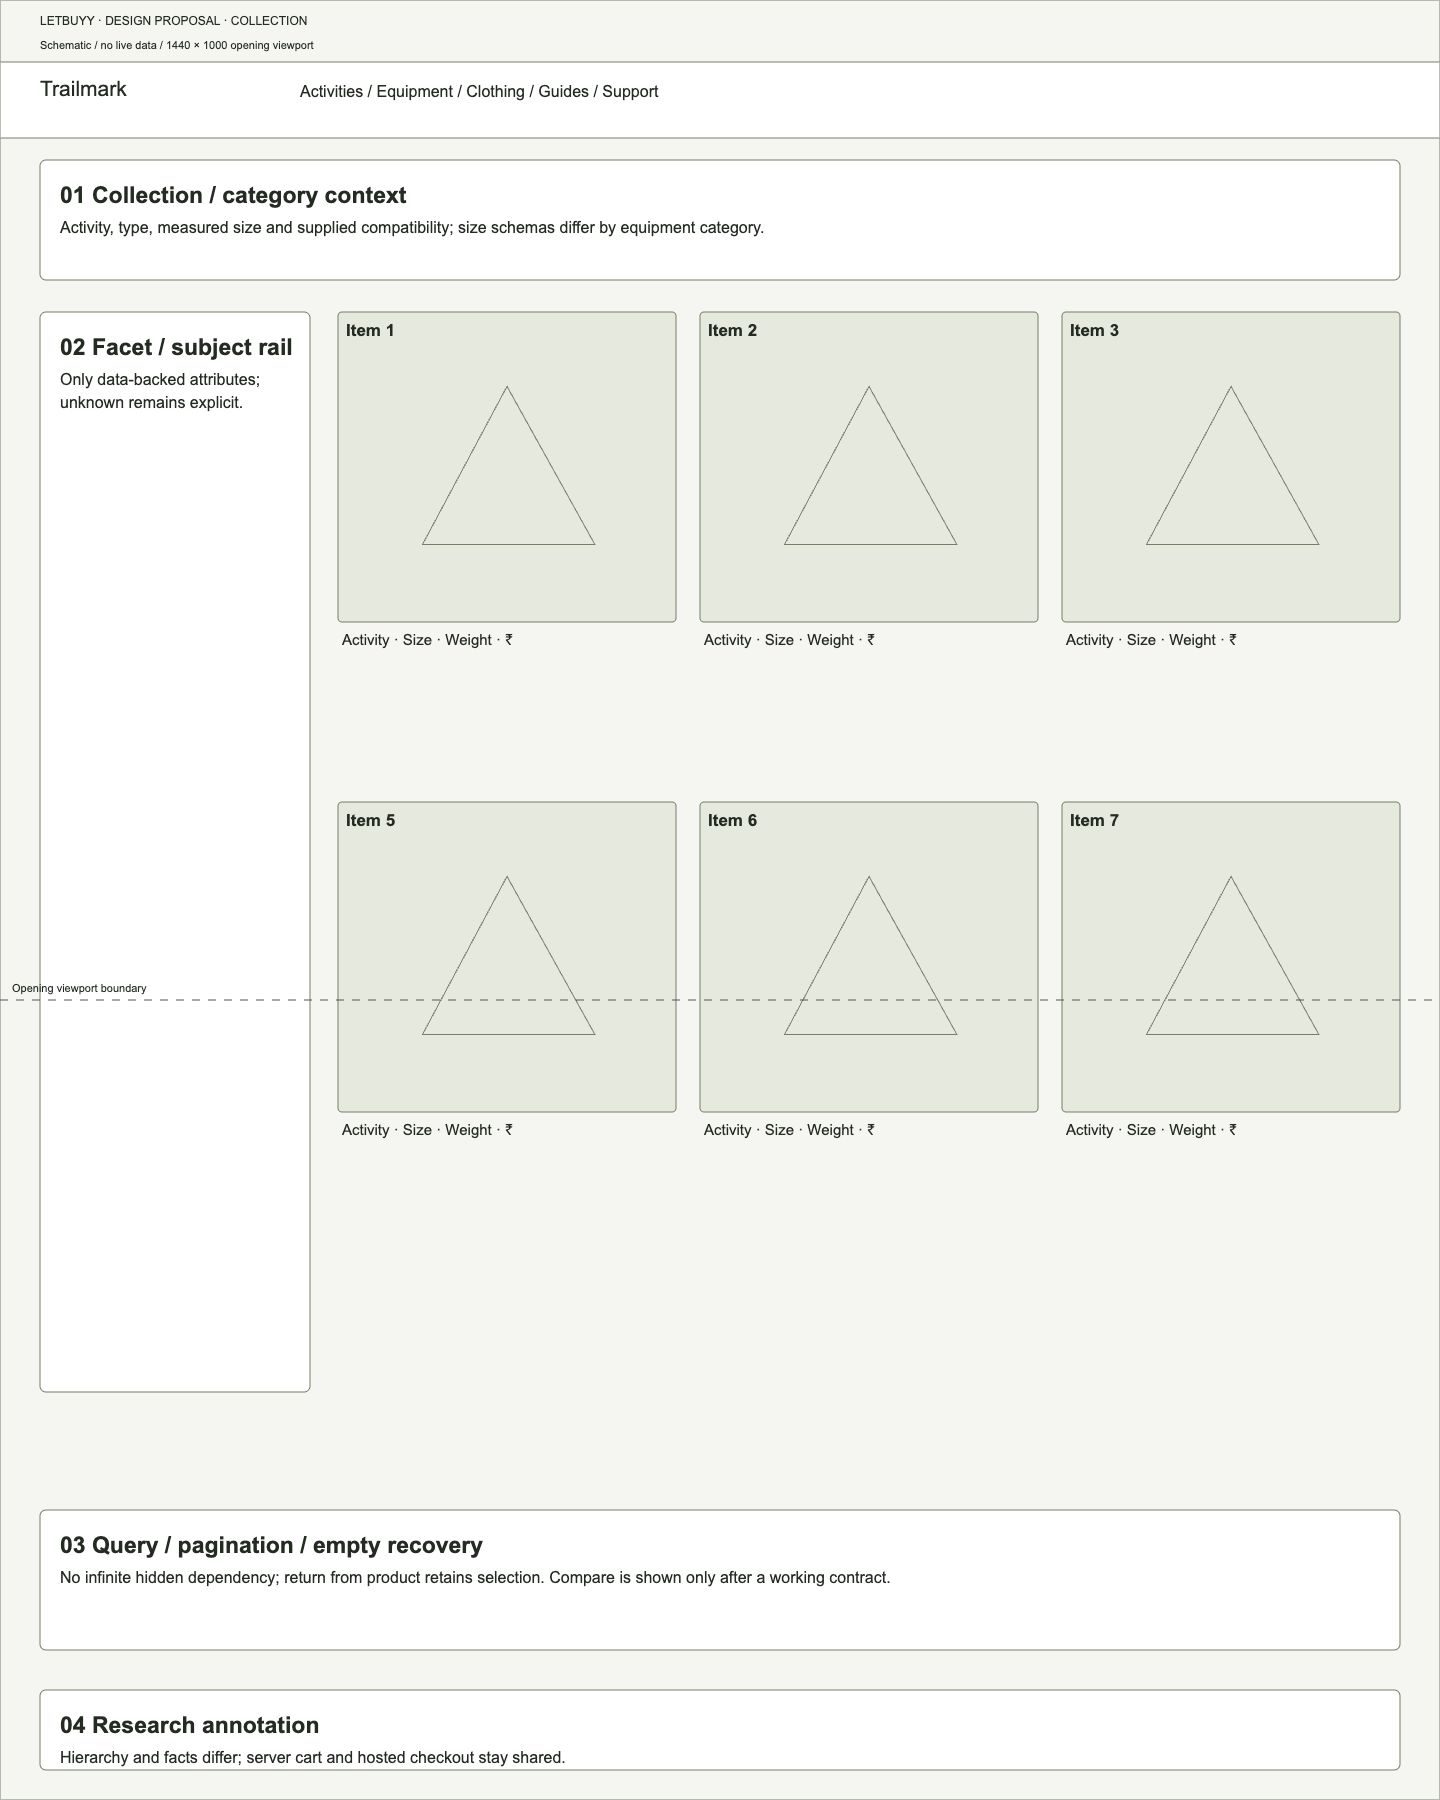 LETBUYY · DESIGN PROPOSAL · COLLECTION
Schematic / no live data / 1440 × 1000 opening viewport
Trailmark
Activities / Equipment / Clothing / Guides / Support
01 Collection / category context
Activity, type, measured size and supplied compatibility; size schemas differ by equipment category.
02 Facet / subject rail
Only data-backed attributes;
unknown remains explicit.
Item 1
Item 2
Item 3
Activity · Size · Weight · ₹
Activity · Size · Weight · ₹
Activity · Size · Weight · ₹
Item 5
Item 6
Item 7
Opening viewport boundary
Activity · Size · Weight · ₹
Activity · Size · Weight · ₹
Activity · Size · Weight · ₹
03 Query / pagination / empty recovery
No infinite hidden dependency; return from product retains selection. Compare is shown only after a working contract.
04 Research annotation
Hierarchy and facts differ; server cart and hosted checkout stay shared.